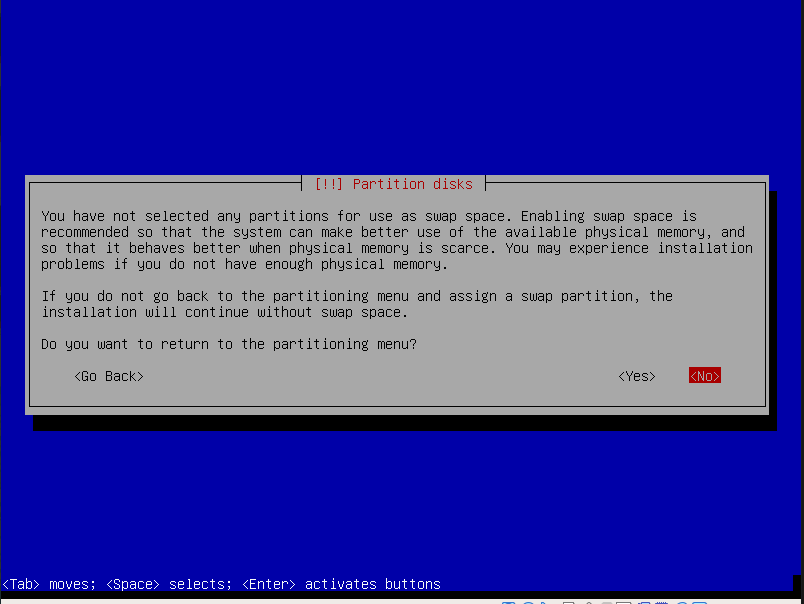 [!!] Partition disks
You have not selected any partitions for use as swap space. Enabling swap space is
recommended so that the system can make better use of the available physical memory, and
so that it behaves better when physical memory is scarce. You may experience installation
problems if you do not have enough physical memory.
If you do not go back to the partitioning menu and assign a swap partition, the
installation will continue without swap space.
Do you want to return to the partitioning menu?
<Go Back> <Yes> <No>
<Tab> moves; <Space> selects; <Enter> activates buttons